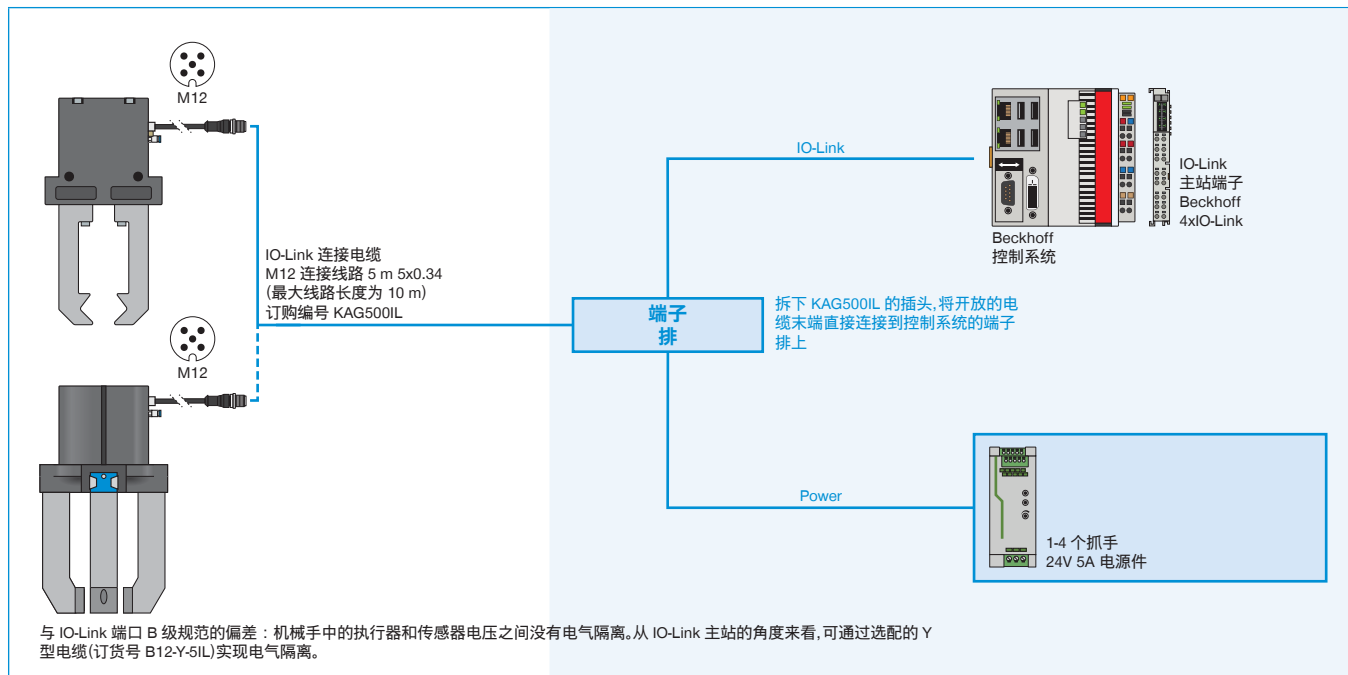 M12
IO-Link 连接电缆
M12 连接线路 5 m 5x0.34
(最大线路长度为 10 m)
订购编号 KAG500IL
M12
端子
排
IO-Link
Beckhoff
控制系统
IO-Link
主站端子
Beckhoff
4xIO-Link
拆下 KAG500IL 的插头,将开放的电
缆末端直接连接到控制系统的端子
排上
Power
1-4 个抓手
24V 5A 电源件
与 IO-Link 端口 B 级规范的偏差：机械手中的执行器和传感器电压之间没有电气隔离。从 IO-Link 主站的角度来看,可通过选配的 Y
型电缆(订货号 B12-Y-5IL)实现电气隔离。